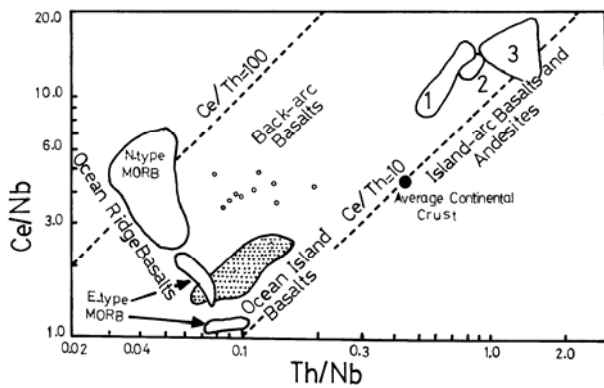 20.0
10.0
6.0
3.0
1.0
Ce/Nb
0.02
0.04
0.1
0.3
1.0
2.0
Th/Nb
Ce/Th=100
Back-arc
Basalts
N-type
MORB
Ocean Ridge Basalts
E-type
MORB
Ocean Island
Basalts
Ce/Th=10
Average Continental
Crust
Island-arc Basalts and
Andesites
1
2
3